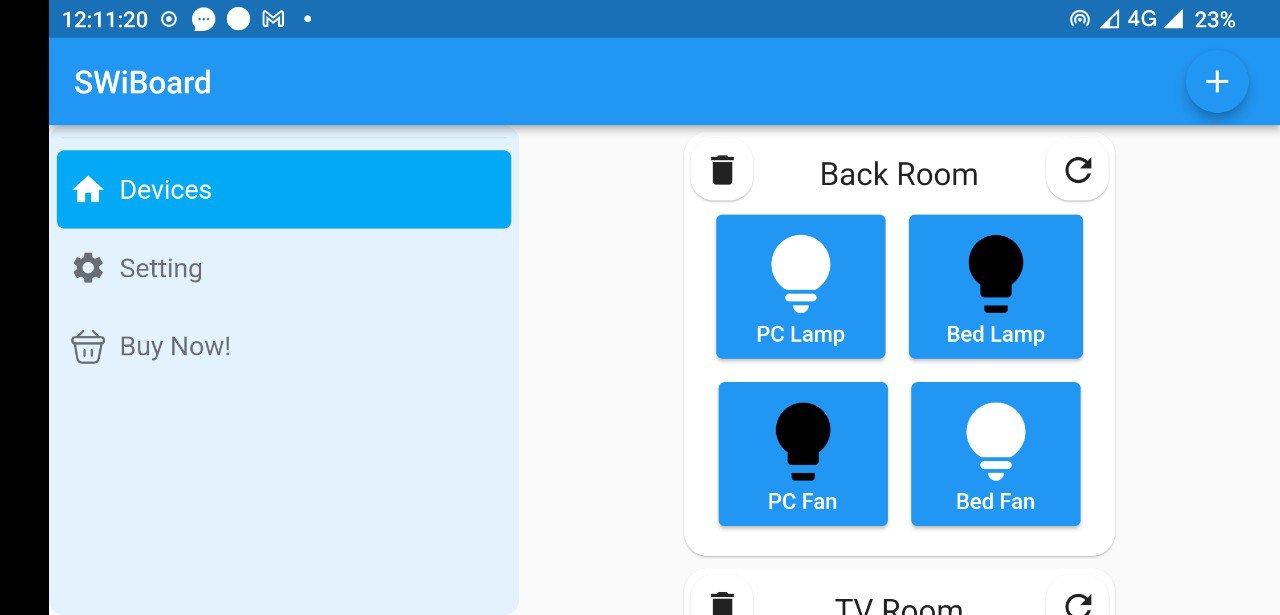 12:11:20
4G
23%
SWiBoard
Devices
Setting
Buy Now!
Back Room
PC Lamp
Bed Lamp
PC Fan
Bed Fan
TV Room